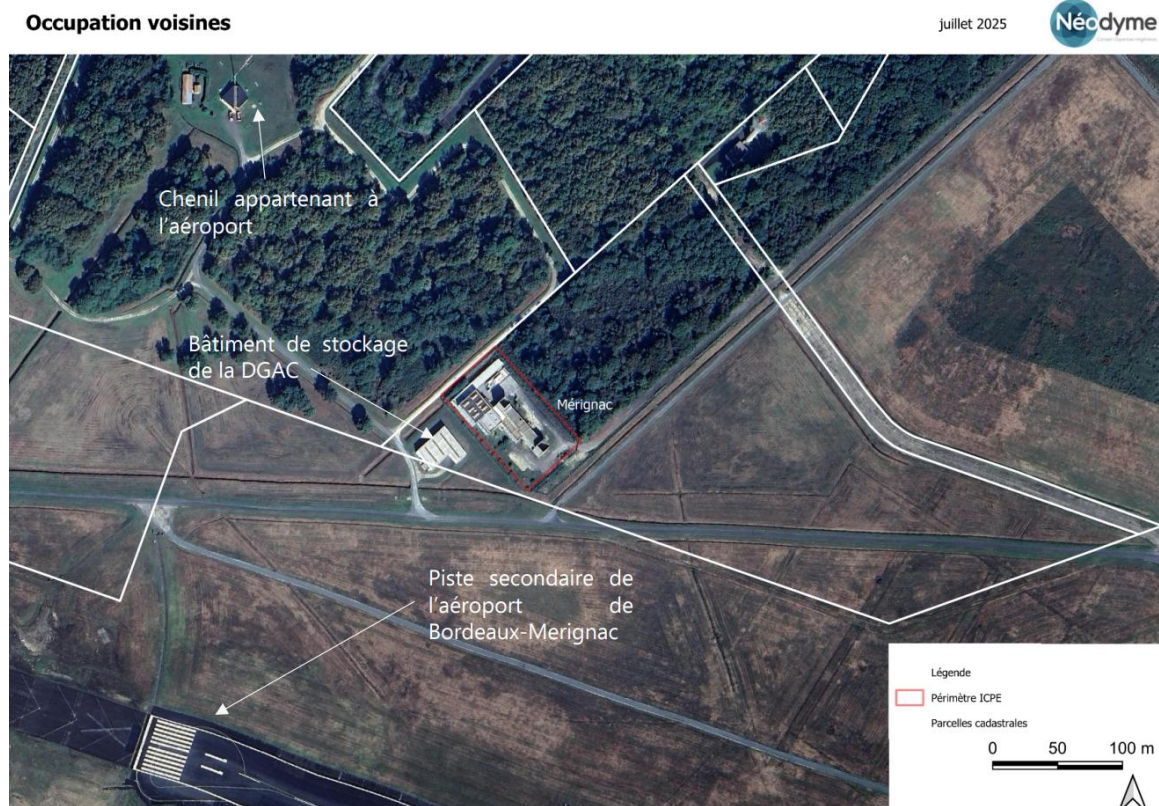 Occupation voisines
juillet 2025
Néodyme
Chenil appartenant à
l'aéroport
Bâtiment de stockage
de la DGAC
Mérignac
Piste secondaire de
l'aéroport de
Bordeaux-Merignac
Légende
Périmètre ICPE
Parcelles cadastrales
0 50 100 m